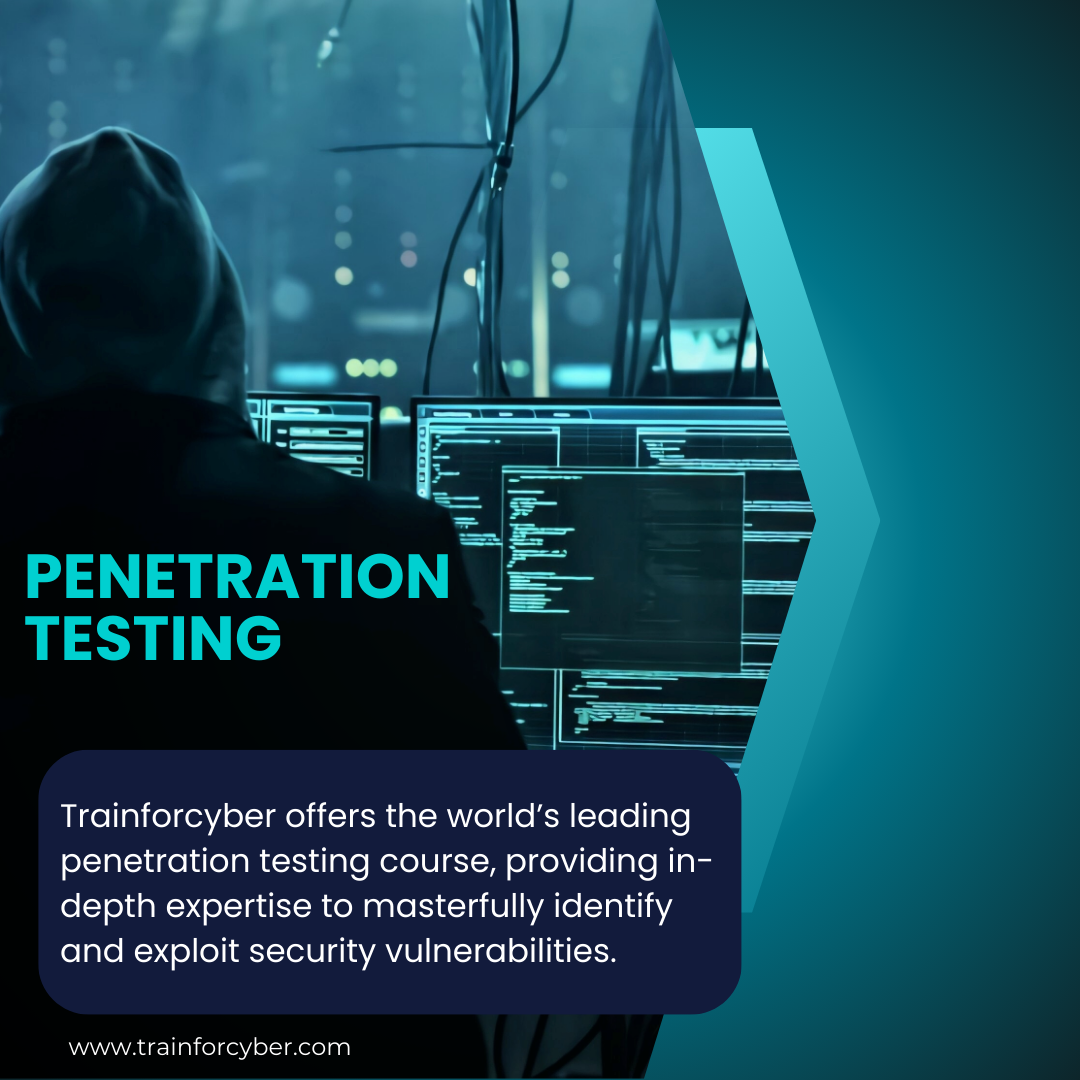 PENETRATION
TESTING
Trainforcyber offers the world’s leading
penetration testing course, providing in-
depth expertise to masterfully identify
and exploit security vulnerabilities.
www.trainforcyber.com